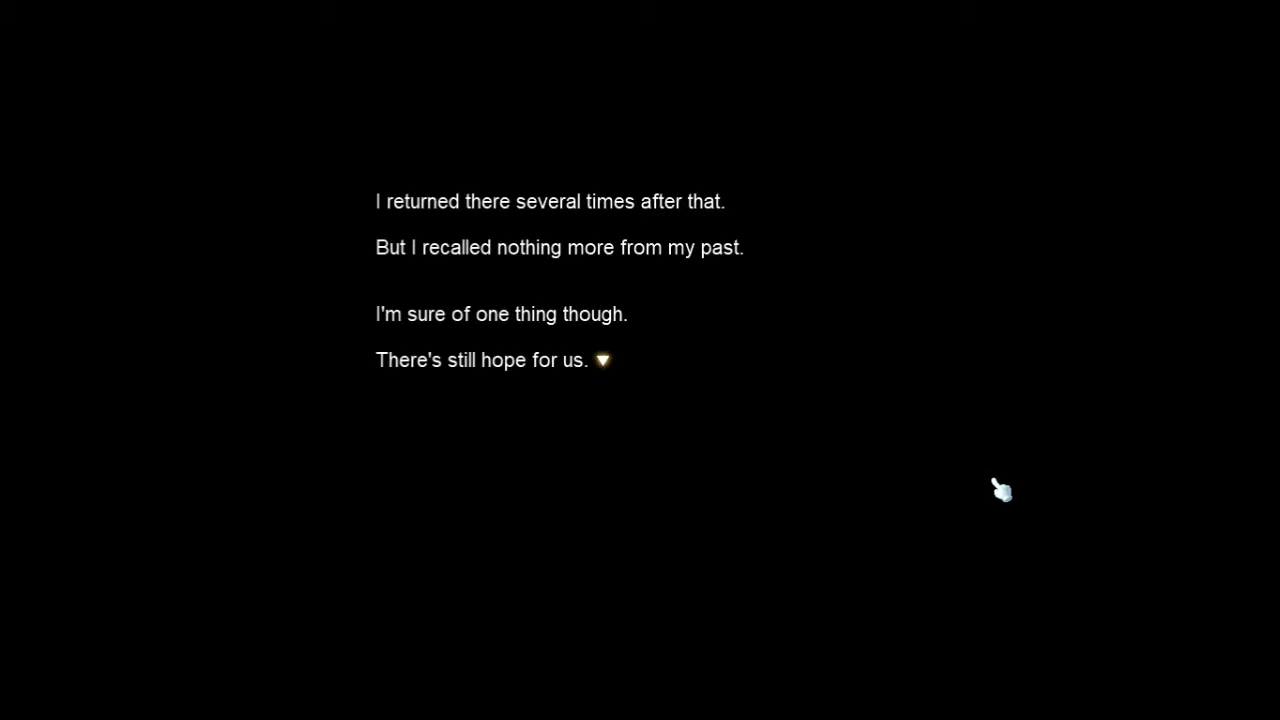 I returned there several times after that.
But I recalled nothing more from my past.
I'm sure of one thing though.
There's still hope for us.